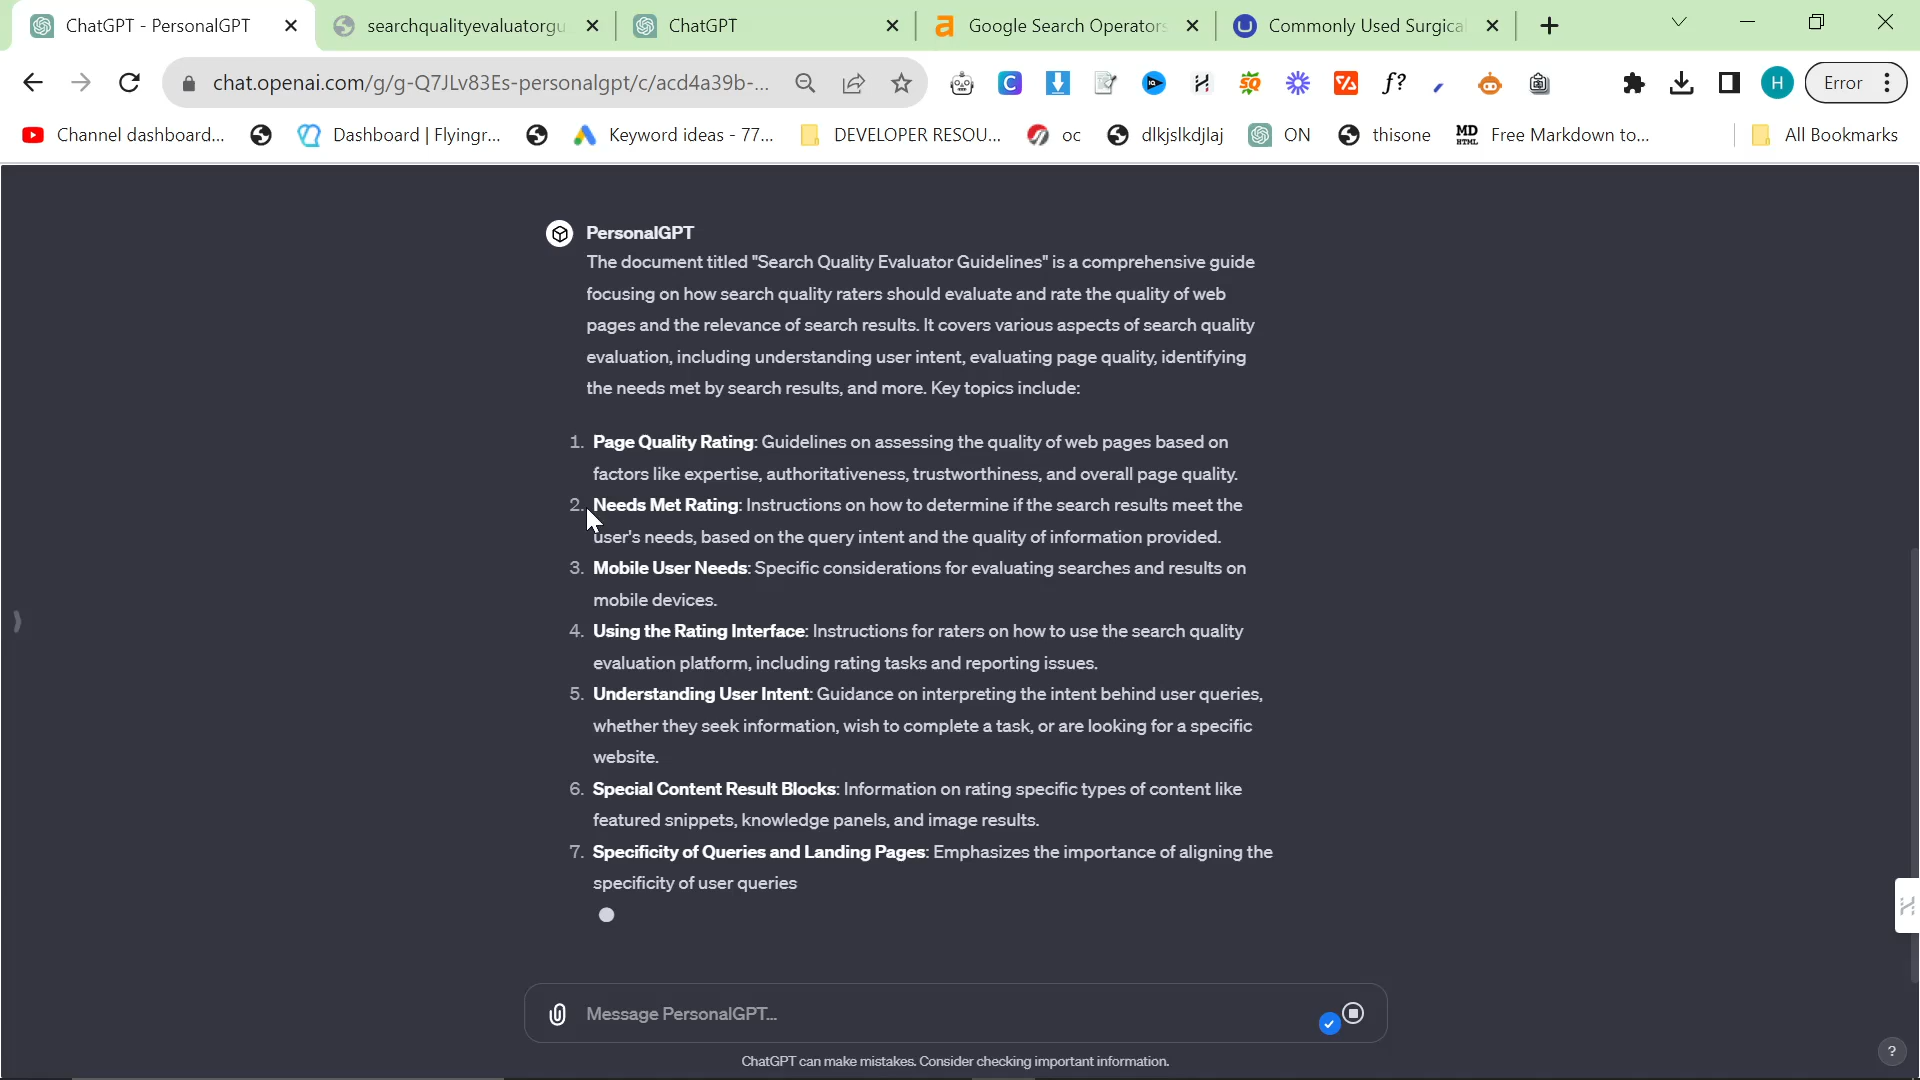 ChatGPT - PersonalGPT
searchqualityevaluatorgu
ChatGPT
Google Search Operators
Commonly Used Surgical
chat.openai.com/g/g-Q7JLv83Es-personalgpt/c/acd4a39b-...
H
Error
Channel dashboard...
Dashboard | Flyingr...
Keyword ideas - 77...
DEVELOPER RESOU...
oc
dlkjslkdjlaj
ON
thisone
MD HTML
Free Markdown to...
All Bookmarks
PersonalGPT
The document titled "Search Quality Evaluator Guidelines" is a comprehensive guide
focusing on how search quality raters should evaluate and rate the quality of web
pages and the relevance of search results. It covers various aspects of search quality
evaluation, including understanding user intent, evaluating page quality, identifying
the needs met by search results, and more. Key topics include:
1. Page Quality Rating: Guidelines on assessing the quality of web pages based on
factors like expertise, authoritativeness, trustworthiness, and overall page quality.
2. Needs Met Rating: Instructions on how to determine if the search results meet the
user's needs, based on the query intent and the quality of information provided.
3. Mobile User Needs: Specific considerations for evaluating searches and results on
mobile devices.
4. Using the Rating Interface: Instructions for raters on how to use the search quality
evaluation platform, including rating tasks and reporting issues.
5. Understanding User Intent: Guidance on interpreting the intent behind user queries,
whether they seek information, wish to complete a task, or are looking for a specific
website.
6. Special Content Result Blocks: Information on rating specific types of content like
featured snippets, knowledge panels, and image results.
7. Specificity of Queries and Landing Pages: Emphasizes the importance of aligning the
specificity of user queries
Message PersonalGPT...
ChatGPT can make mistakes. Consider checking important information.
?